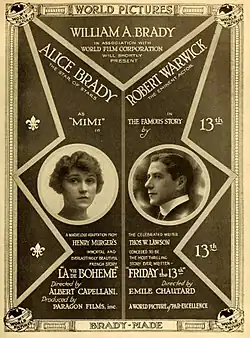 WORLD PICTURES
WILLIAM A. BRADY
IN ASSOCIATION WITH
WORLD FILM CORPORATION
WILL SHORTLY
PRESENT
ALICE BRADY
THE STAR OF STARS
AS
"MIMI"
in
ROBERT WARWICK
THE EMINENT ACTOR
IN THE
FAMOUS STORY
by
13th
A MARVELOUS ADAPTATION FROM
HENRY MURGER'S
IMMORTAL AND
EVERLASTINGLY BEAUTIFUL
FRENCH STORY
LA VIE DE BOHEME
Directed by
ALBERT CAPELLANI.
Produced by
PARAGON FILMS, inc.
THE CELEBRATED WEIRD
THOS. W. LAWSON
CONCEDED TO BE
THE MOST THRILLING
STORY EVER WRITTEN
13th
FRIDAY the 13th
Directed by
EMILE CHAUTARD
A WORLD PICTURE of PAR-EXCELLENCE
BRADY-MADE